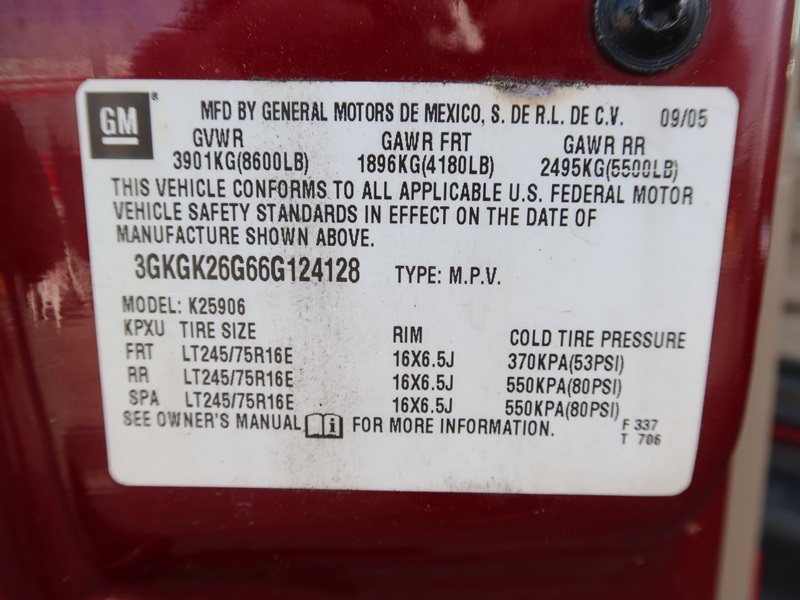 GM ®
MFD BY GENERAL MOTORS DE MEXICO, S. DE R.L. DE C.V. 09/05
GVWR GAWR FRT GAWR RR
3901KG(8600LB) 1896KG(4180LB) 2495KG(5500LB)
THIS VEHICLE CONFORMS TO ALL APPLICABLE U.S. FEDERAL MOTOR
VEHICLE SAFETY STANDARDS IN EFFECT ON THE DATE OF
MANUFACTURE SHOWN ABOVE.
3GKGK26G66G124128 TYPE: M.P.V.
MODEL: K25906
KPXU TIRE SIZE RIM COLD TIRE PRESSURE
FRT LT245/75R16E 16X6.5J 370KPA(53PSI)
RR LT245/75R16E 16X6.5J 550KPA(80PSI)
SPA LT245/75R16E 16X6.5J 550KPA(80PSI)
SEE OWNER'S MANUAL FOR MORE INFORMATION. F 337
T 706